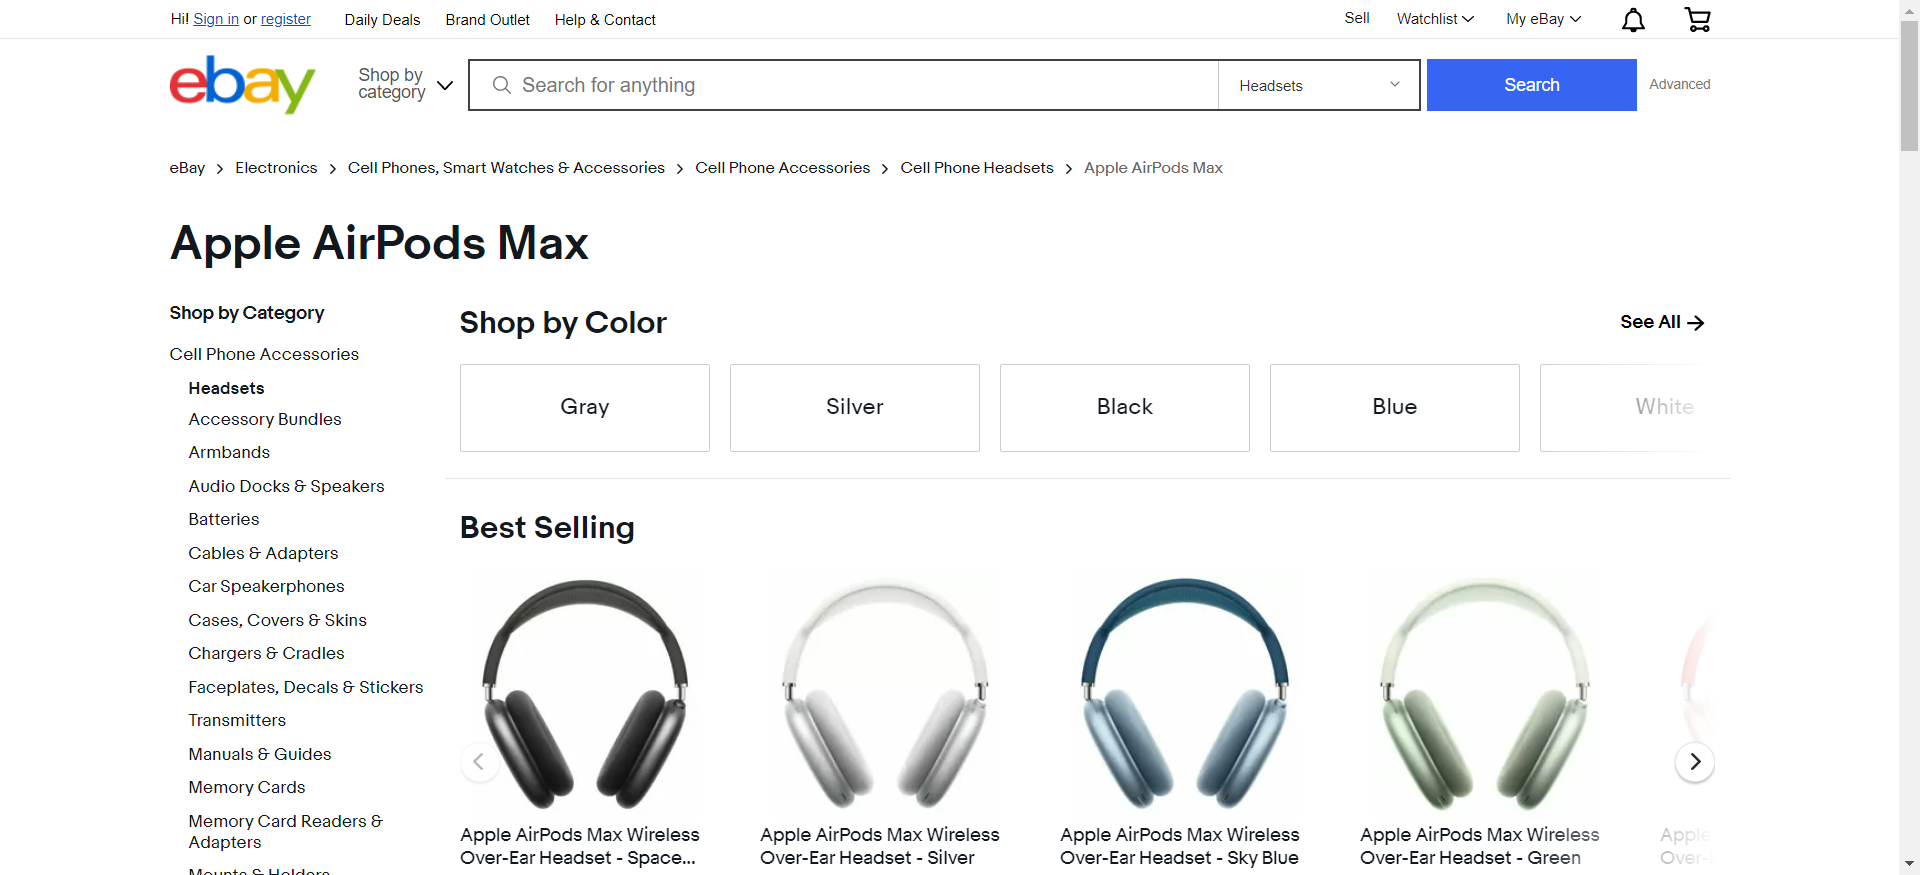 Hi! Sign in or register
Daily Deals
Brand Outlet
Help & Contact
Sell
Watchlist
My eBay
ebay
Shop by
category
Search for anything
Headsets
Search
Advanced
eBay
Electronics
Cell Phones, Smart Watches & Accessories
Cell Phone Accessories
Cell Phone Headsets
Apple AirPods Max
Apple AirPods Max
Shop by Category
Cell Phone Accessories
Headsets
Accessory Bundles
Armbands
Audio Docks & Speakers
Batteries
Cables & Adapters
Car Speakerphones
Cases, Covers & Skins
Chargers & Cradles
Faceplates, Decals & Stickers
Transmitters
Manuals & Guides
Memory Cards
Memory Card Readers &
Adapters
Mounts & Holders
Shop by Color
See All
Gray
Silver
Black
Blue
White
Best Selling
Apple AirPods Max Wireless
Over-Ear Headset - Space...
Apple AirPods Max Wireless
Over-Ear Headset - Silver
Apple AirPods Max Wireless
Over-Ear Headset - Sky Blue
Apple AirPods Max Wireless
Over-Ear Headset - Green
Apple
Over-